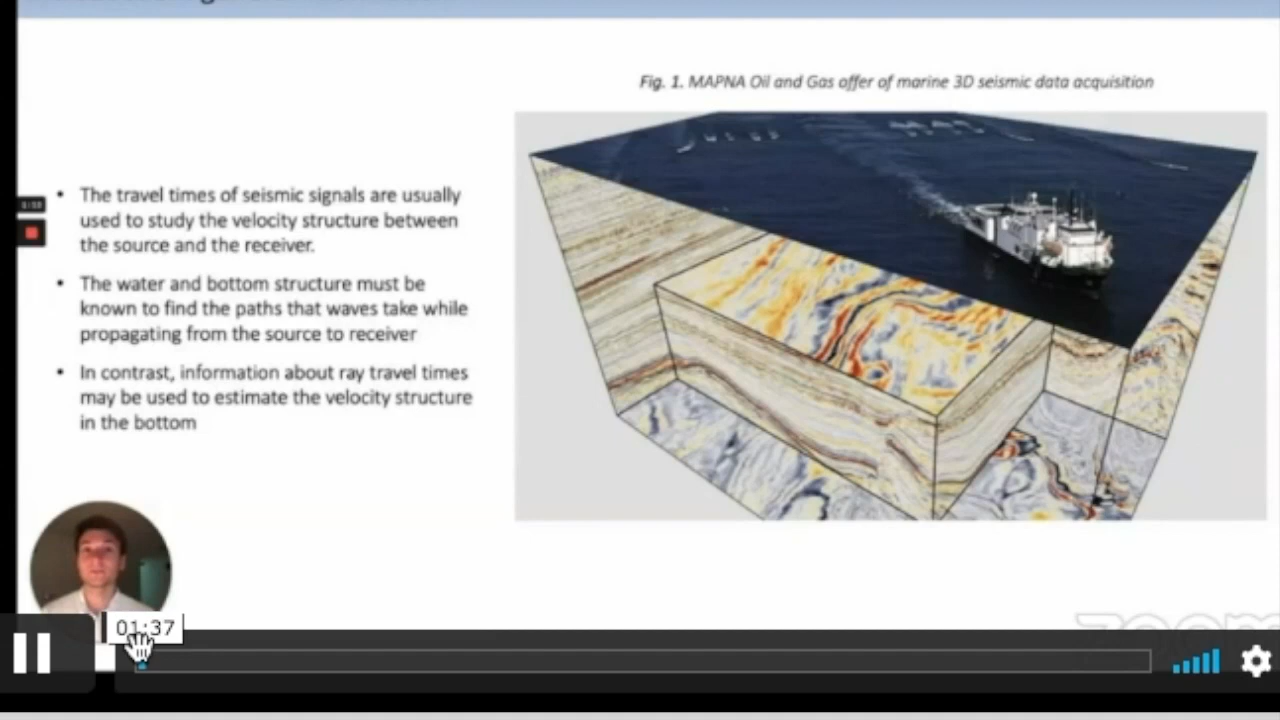 Fig. 1. MAPNA Oil and Gas offer of marine 3D seismic data acquisition
• The travel times of seismic signals are usually
used to study the velocity structure between
the source and the receiver.
• The water and bottom structure must be
known to find the paths that waves take while
propagating from the source to receiver
• In contrast, information about ray travel times
may be used to estimate the velocity structure
in the bottom
zoom
01:37